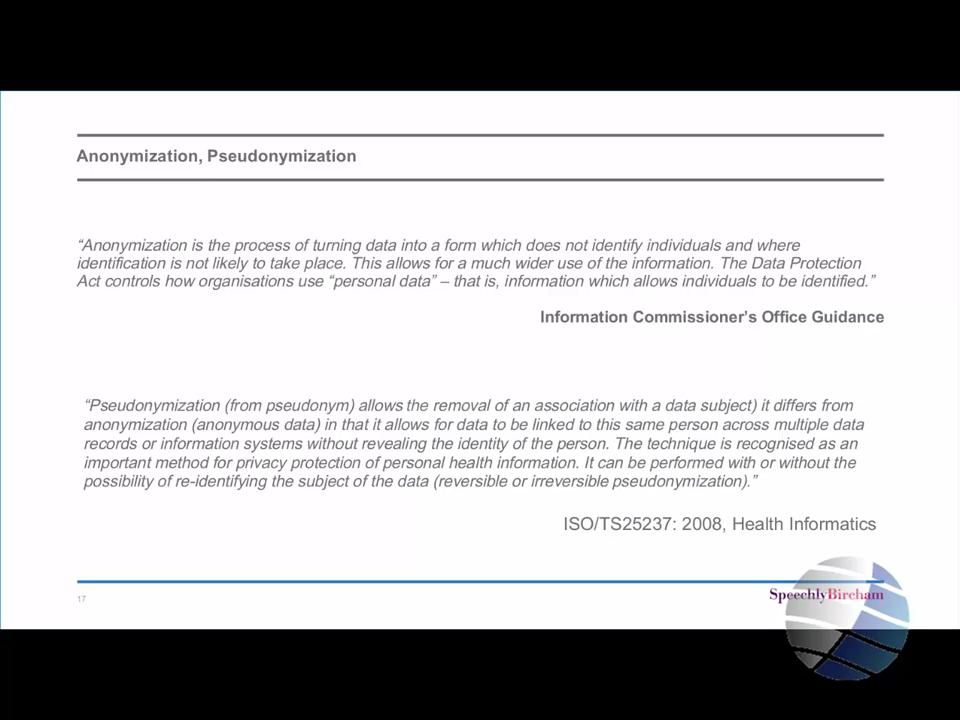 Anonymization, Pseudonymization
“Anonymization is the process of turning data into a form which does not identify individuals and where
identification is not likely to take place. This allows for a much wider use of the information. The Data Protection
Act controls how organisations use “personal data” – that is, information which allows individuals to be identified.”
Information Commissioner’s Office Guidance
“Pseudonymization (from pseudonym) allows the removal of an association with a data subject) it differs from
anonymization (anonymous data) in that it allows for data to be linked to this same person across multiple data
records or information systems without revealing the identity of the person. The technique is recognised as an
important method for privacy protection of personal health information. It can be performed with or without the
possibility of re-identifying the subject of the data (reversible or irreversible pseudonymization).”
ISO/TS25237: 2008, Health Informatics
17
SpeechlyBircham